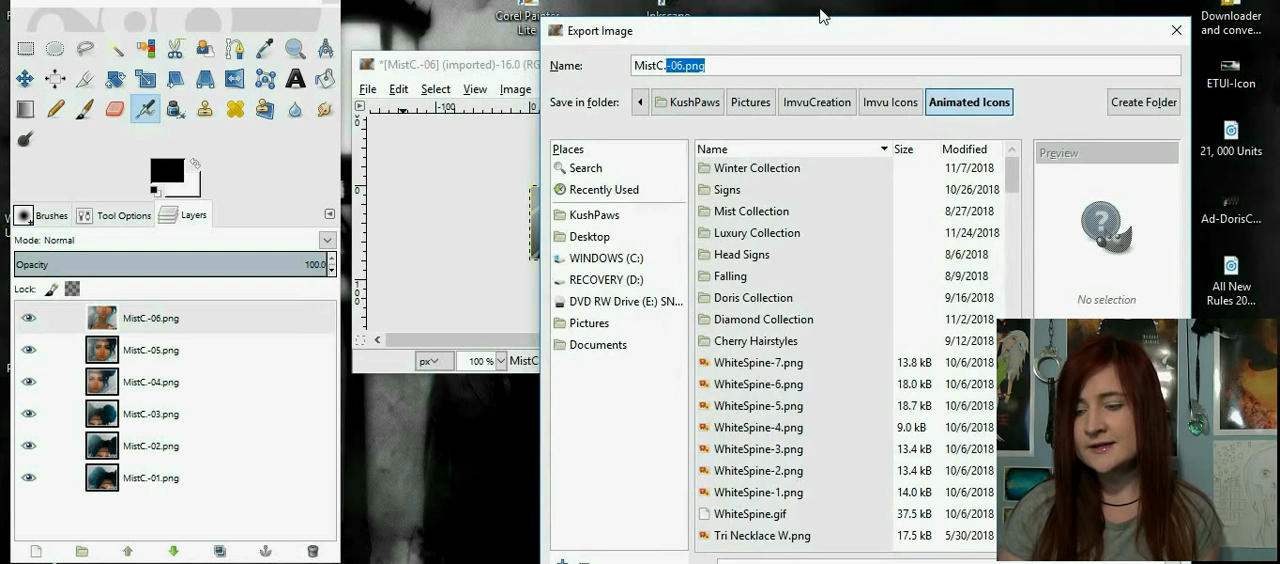 Corel Painter
Lite
Inkscape
Downloader
and conve...
ETUI-Icon
21, 000 Units
Ad-DorisC...
All New
Rules 20...
*[MistC.-06] (imported)-16.0 (RG
File Edit Select View Image
-100
0
0
100
px 100 % MistC
Brushes Tool Options Layers
Mode: Normal
Opacity 100.0
Lock:
MistC.-06.png
MistC.-05.png
MistC.-04.png
MistC.-03.png
MistC.-02.png
MistC.-01.png
Export Image
Name: MistC.-06.png
Save in folder: KushPaws Pictures ImvuCreation Imvu Icons Animated Icons Create Folder
Places
Search
Recently Used
KushPaws
Desktop
WINDOWS (C:)
RECOVERY (D:)
DVD RW Drive (E:) SN...
Pictures
Documents
Name Size Modified
Winter Collection 11/7/2018
Signs 10/26/2018
Mist Collection 8/27/2018
Luxury Collection 11/24/2018
Head Signs 8/6/2018
Falling 8/9/2018
Doris Collection 9/16/2018
Diamond Collection 11/2/2018
Cherry Hairstyles 9/12/2018
WhiteSpine-7.png 13.8 kB 10/6/2018
WhiteSpine-6.png 18.0 kB 10/6/2018
WhiteSpine-5.png 18.7 kB 10/6/2018
WhiteSpine-4.png 9.0 kB 10/6/2018
WhiteSpine-3.png 13.4 kB 10/6/2018
WhiteSpine-2.png 13.4 kB 10/6/2018
WhiteSpine-1.png 14.0 kB 10/6/2018
WhiteSpine.gif 37.5 kB 10/6/2018
Tri Necklace W.png 17.5 kB 5/30/2018
Preview
No selection